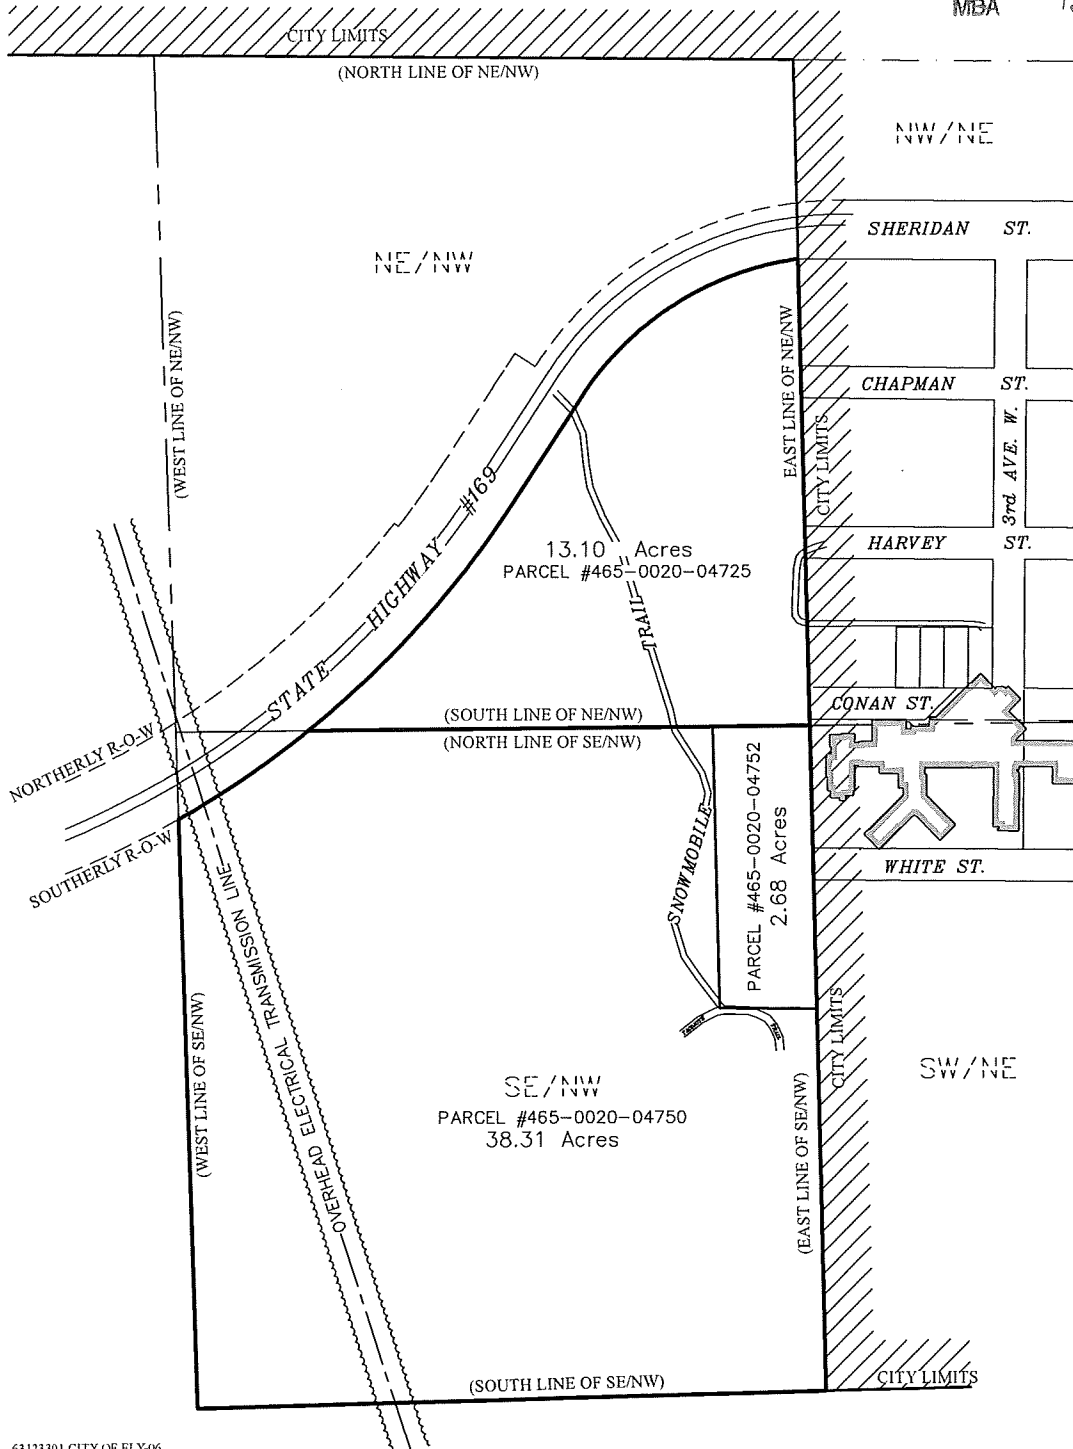 MBA
CITY LIMITS
(NORTH LINE OF NE/NW)
NW/NE
SHERIDAN ST.
NE/NW
(WEST LINE OF NE/NW)
EAST LINE OF NE/NW
CHAPMAN ST.
CITY LIMITS
3rd AVE. W.
STATE HIGHWAY #169
HARVEY ST.
13.10 Acres
PARCEL #465-0020-04725
TRAIL
CONAN ST.
(SOUTH LINE OF NE/NW)
(NORTH LINE OF SE/NW)
NORTHERLY R-O-W
SOUTHERLY R-O-W
SNOWMOBILE
PARCEL #465-0020-04752
2.68 Acres
WHITE ST.
OVERHEAD ELECTRICAL TRANSMISSION LINE
(WEST LINE OF SE/NW)
CITY LIMITS
SE/NW
PARCEL #465-0020-04750
38.31 Acres
SW/NE
(EAST LINE OF SE/NW)
(SOUTH LINE OF SE/NW)
CITY LIMITS